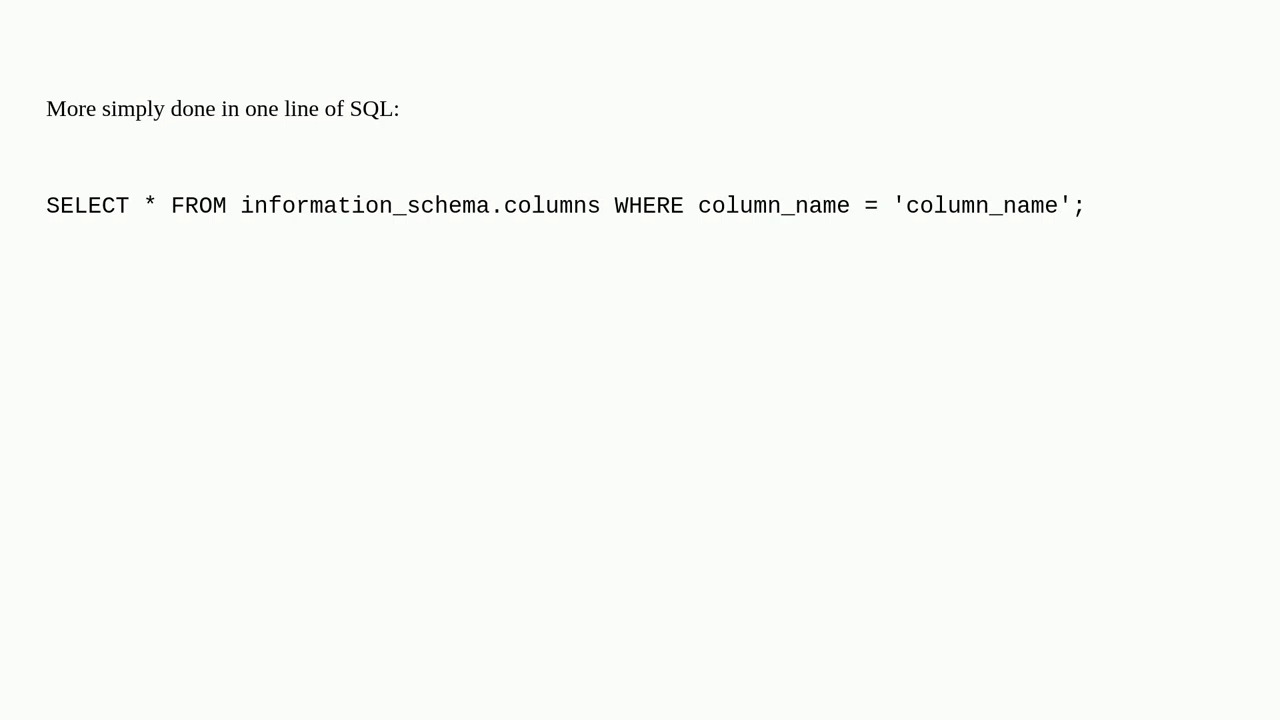 More simply done in one line of SQL:
SELECT * FROM information_schema.columns WHERE column_name = 'column_name';